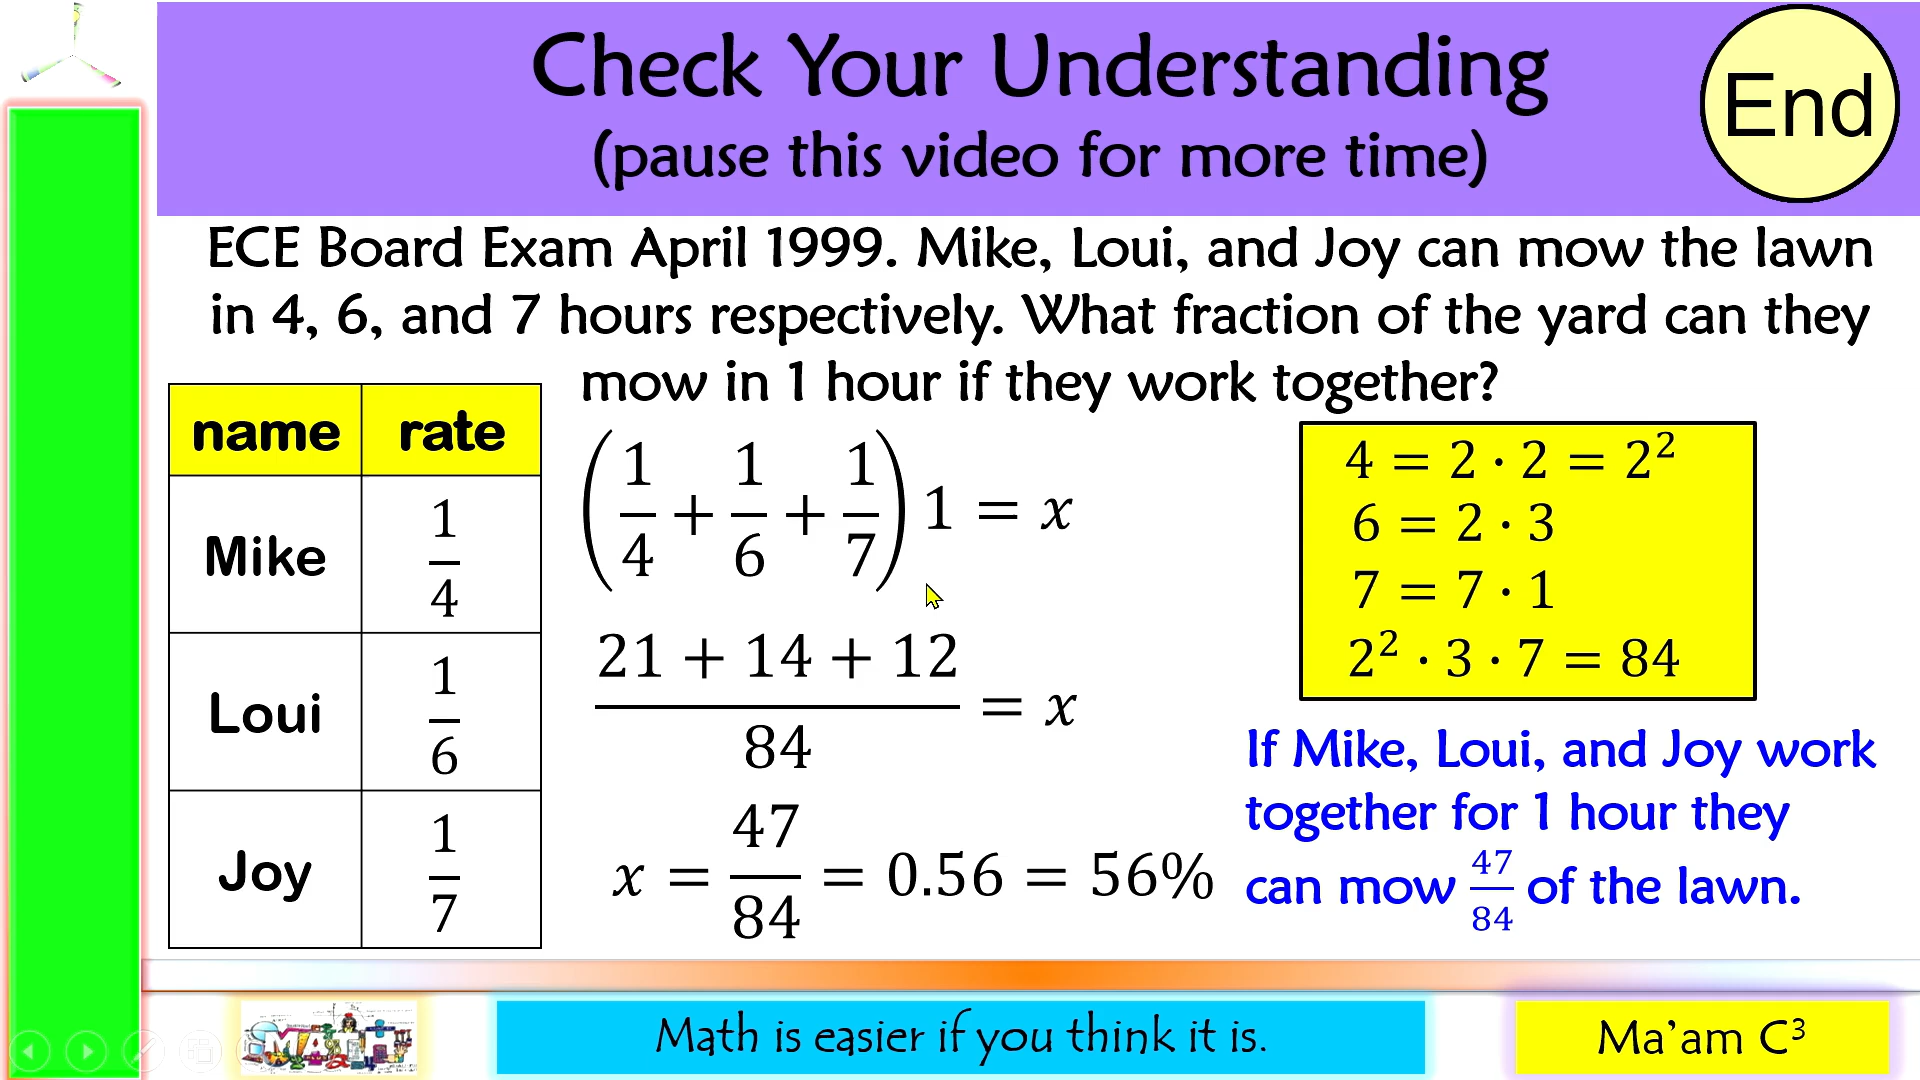 Check Your Understanding
(pause this video for more time)
End
ECE Board Exam April 1999. Mike, Loui, and Joy can mow the lawn
in 4, 6, and 7 hours respectively. What fraction of the yard can they
mow in 1 hour if they work together?
name rate
Mike 1/4
Loui 1/6
Joy 1/7
(1/4 + 1/6 + 1/7) 1 = x
(21 + 14 + 12)/84 = x
x = 47/84 = 0.56 = 56%
4 = 2 · 2 = 2²
6 = 2 · 3
7 = 7 · 1
2² · 3 · 7 = 84
If Mike, Loui, and Joy work
together for 1 hour they
can mow 47/84 of the lawn.
MATH
Math is easier if you think it is.
Ma'am C³